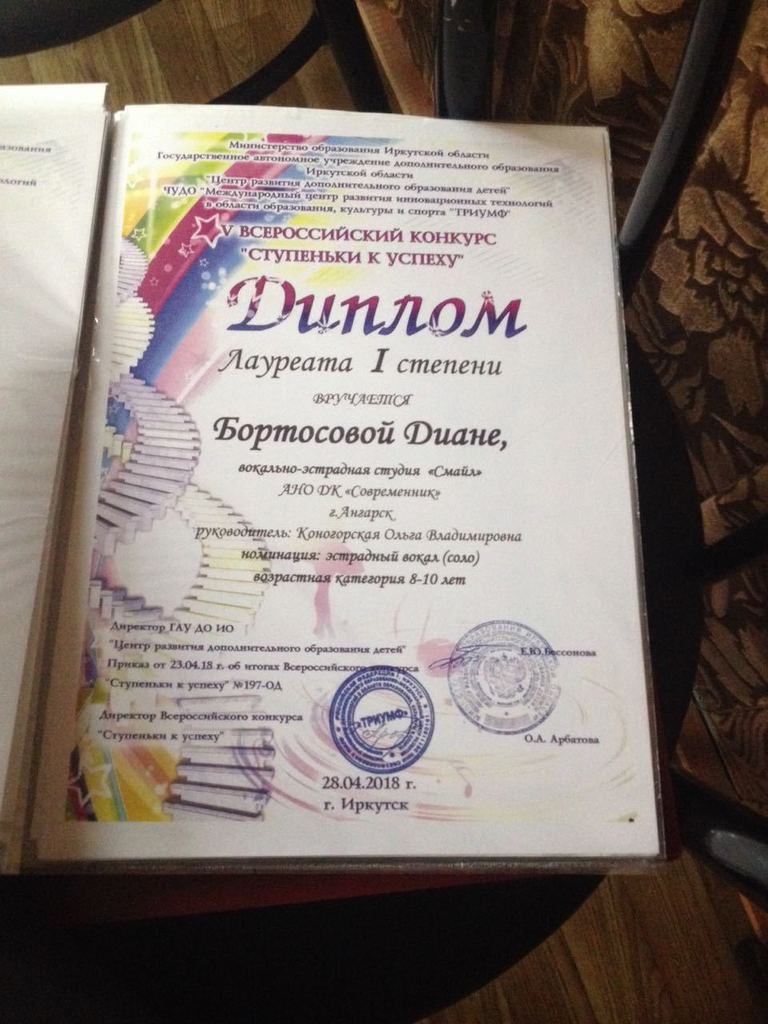 азования
ологий
Министерство образования Иркутской области
Государственное автономное учреждение дополнительного образования
Иркутской области
"Центр развития дополнительного образования детей"
ЧУДО "Международный центр развития инновационных технологий
в области образования, культуры и спорта "ТРИУМФ"
V ВСЕРОССИЙСКИЙ КОНКУРС
"СТУПЕНЬКИ К УСПЕХУ"
Диплом
Лауреата I степени
ВРУЧАЕТСЯ
Бортосовой Диане,
вокально-эстрадная студия «Смайл»
АНО ДК «Современник»
г.Ангарск
руководитель: Коногорская Ольга Владимировна
номинация: эстрадный вокал (соло)
возрастная категория 8-10 лет
Директор ГАУ ДО ИО
"Центр развития дополнительного образования детей"
Е.Ю.Бессонова
Приказ от 23.04.18 г. об итогах Всероссийского конкурса
"Ступеньки к успеху" №197-ОД
Директор Всероссийского конкурса
"Ступеньки к успеху"
О.А. Арбатова
«ТРИУМФ»
28.04.2018 г.
г. Иркутск